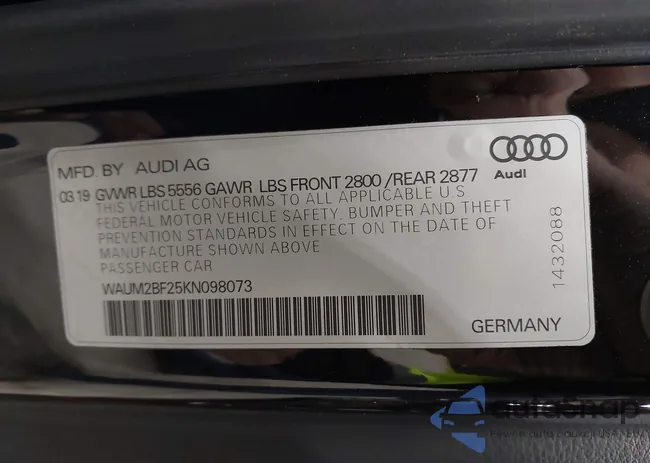 MFD. BY AUDI AG
Audi
03.19 GVWR LBS 5556 GAWR LBS FRONT 2800 /REAR 2877
THIS VEHICLE CONFORMS TO ALL APPLICABLE U.S.
FEDERAL MOTOR VEHICLE SAFETY, BUMPER AND THEFT
PREVENTION STANDARDS IN EFFECT ON THE DATE OF
MANUFACTURE SHOWN ABOVE
PASSENGER CAR
WAUM2BF25KN098073
GERMANY
1432088
autoSnap